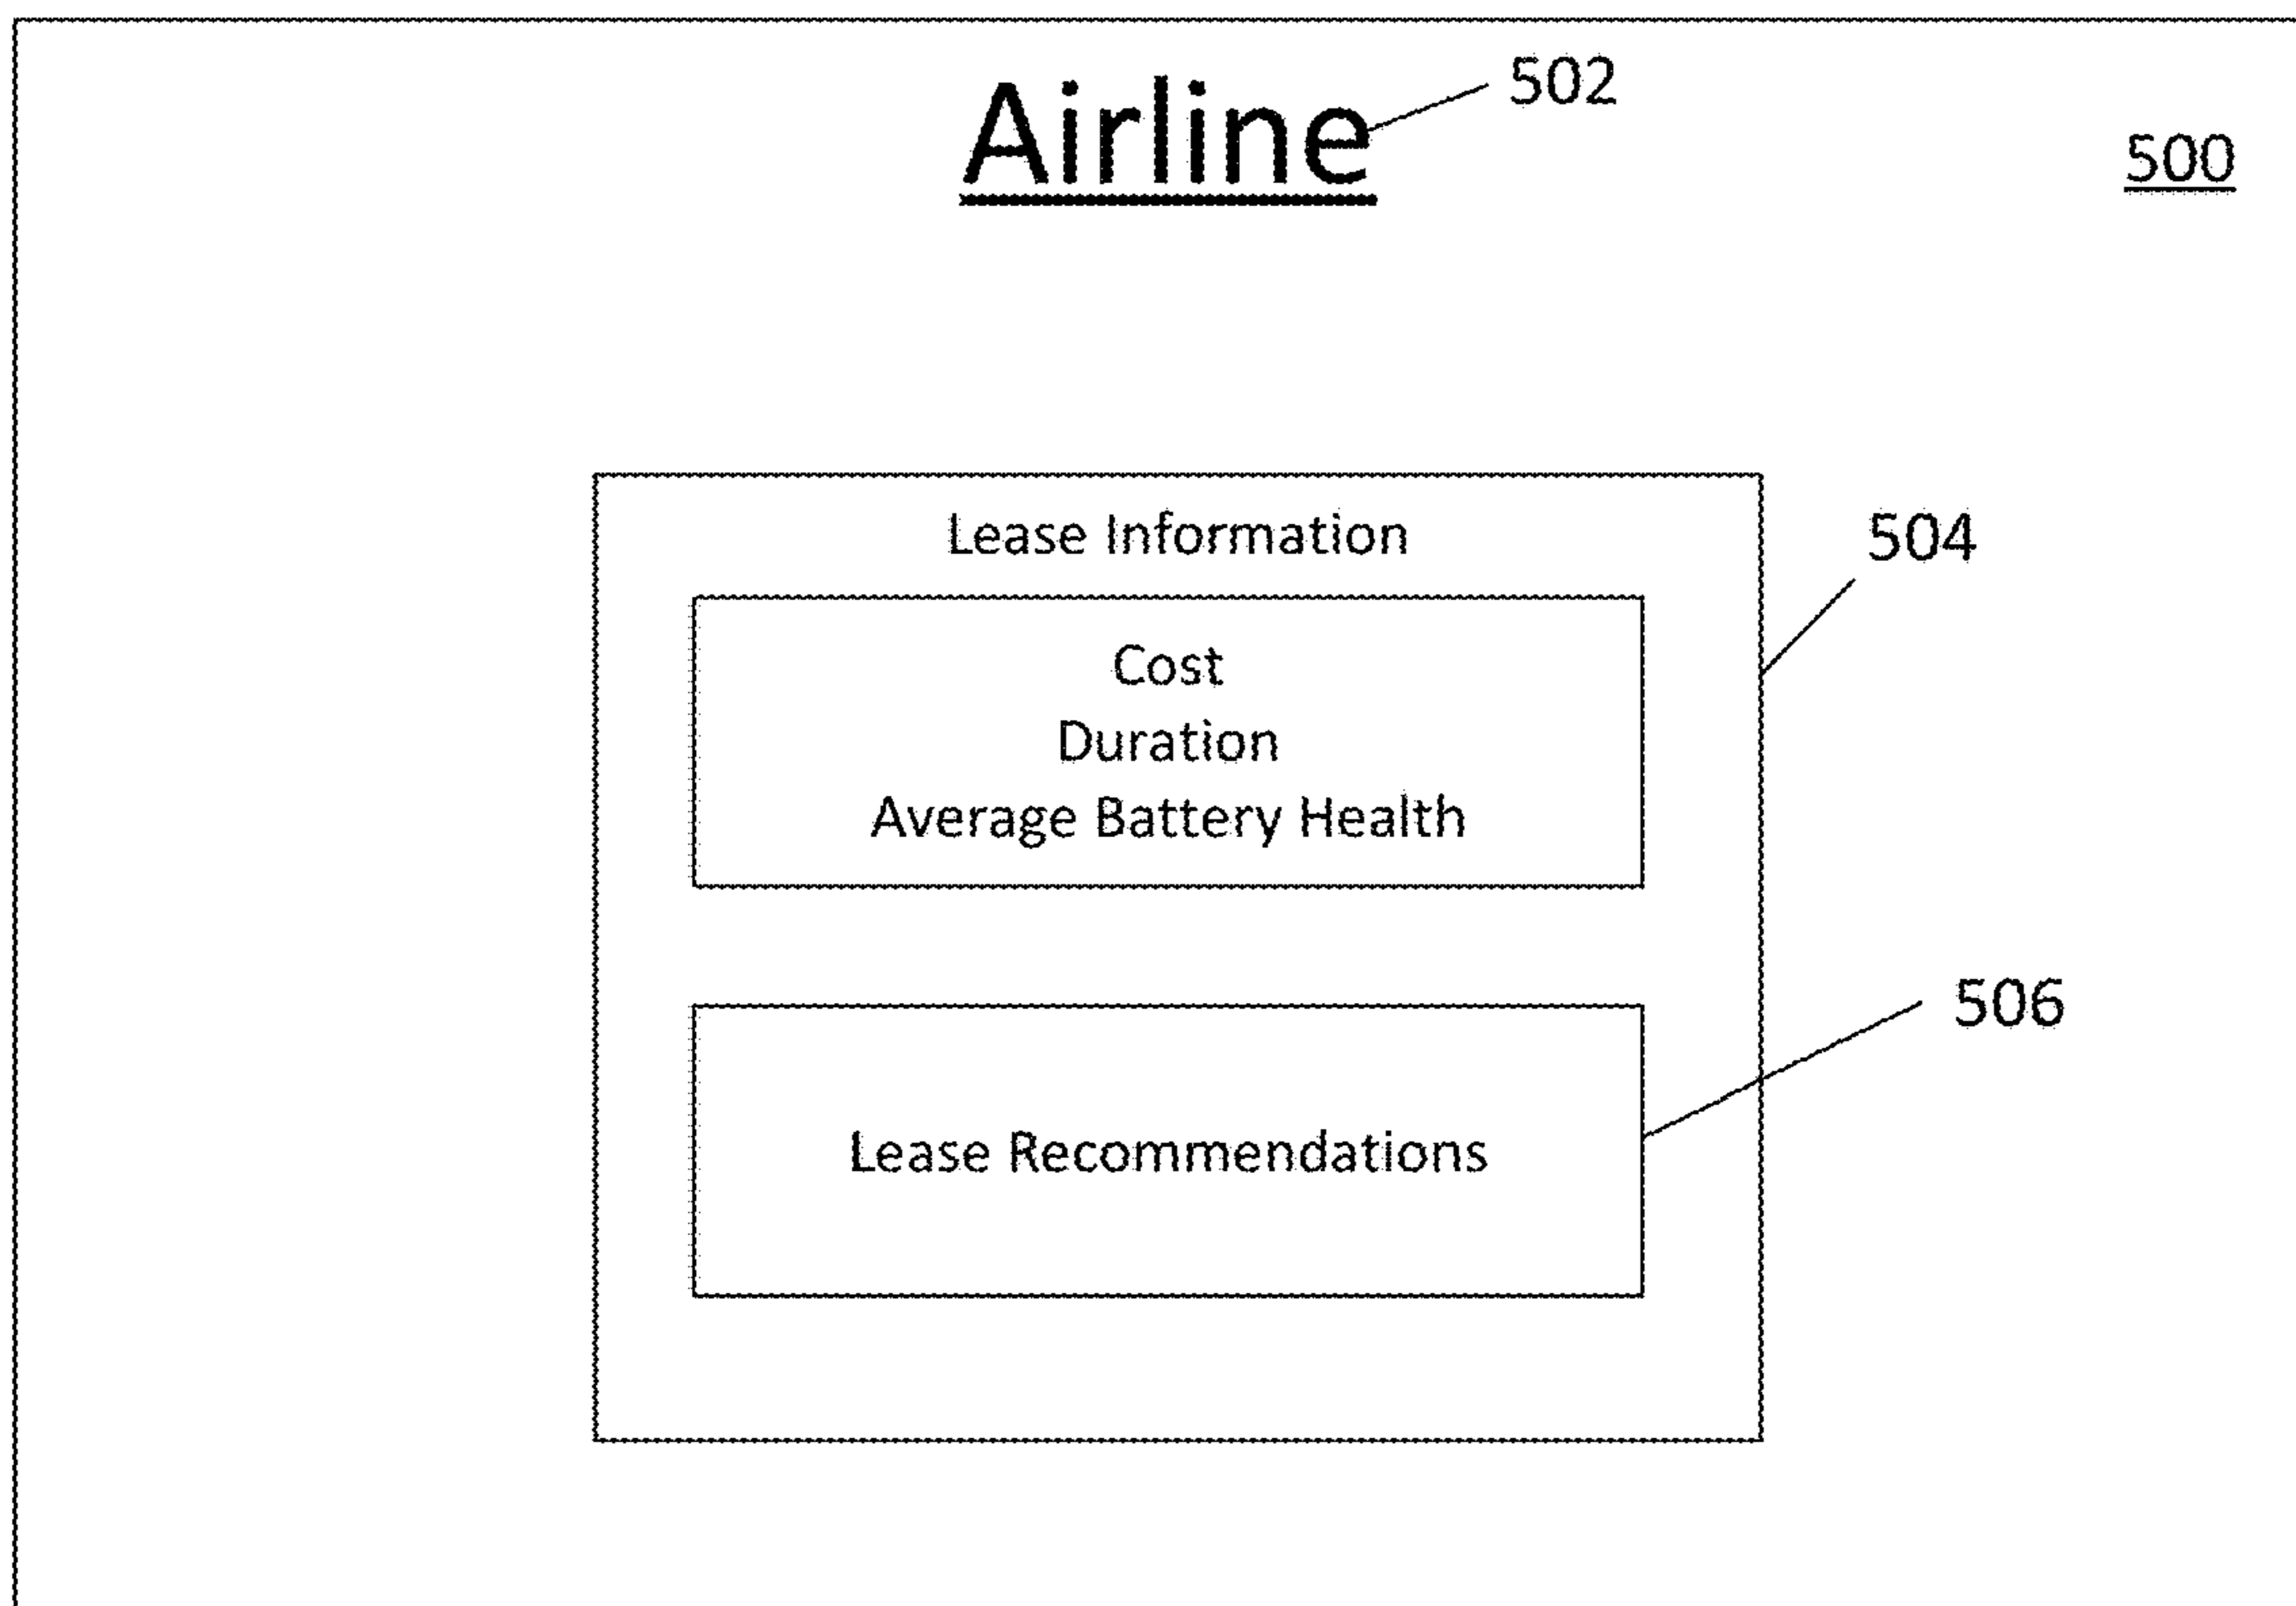 Airline
502
500
Lease Information
504
Cost
Duration
Average Battery Health
506
Lease Recommendations